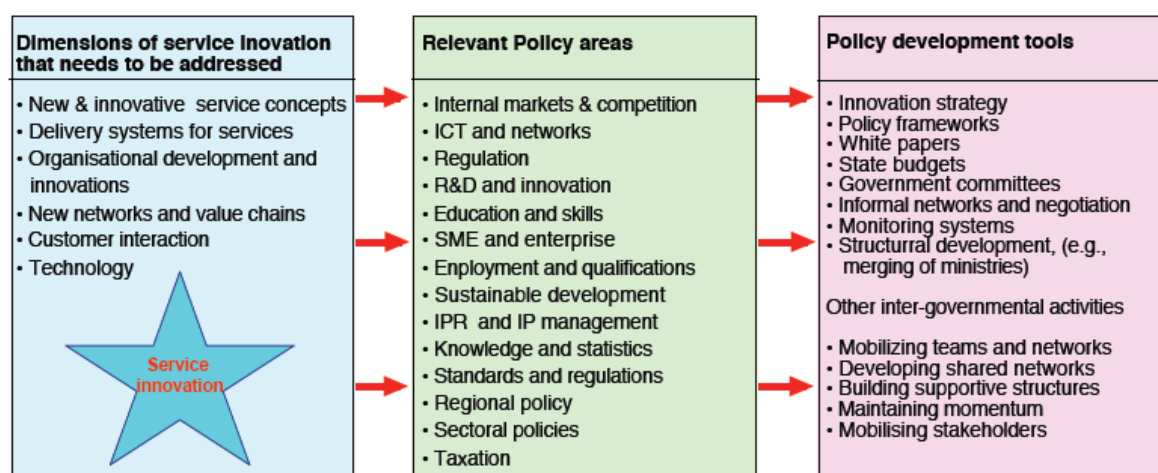 Dimensions of service Inovation
that needs to be addressed
• New & innovative service concepts
• Delivery systems for services
• Organisational development and
innovations
• New networks and value chains
• Customer interaction
• Technology
Service
innovation
Relevant Policy areas
• Internal markets & competition
• ICT and networks
• Regulation
• R&D and innovation
• Education and skills
• SME and enterprise
• Employment and qualifications
• Sustainable development
• IPR and IP management
• Knowledge and statistics
• Standards and regulations
• Regional policy
• Sectoral policies
• Taxation
Policy development tools
• Innovation strategy
• Policy frameworks
• White papers
• State budgets
• Government committees
• Informal networks and negotiation
• Monitoring systems
• Structurral development, (e.g.,
merging of ministries)
Other inter-governmental activities
• Mobilizing teams and networks
• Developing shared networks
• Building supportive structures
• Maintaining momentum
• Mobilising stakeholders